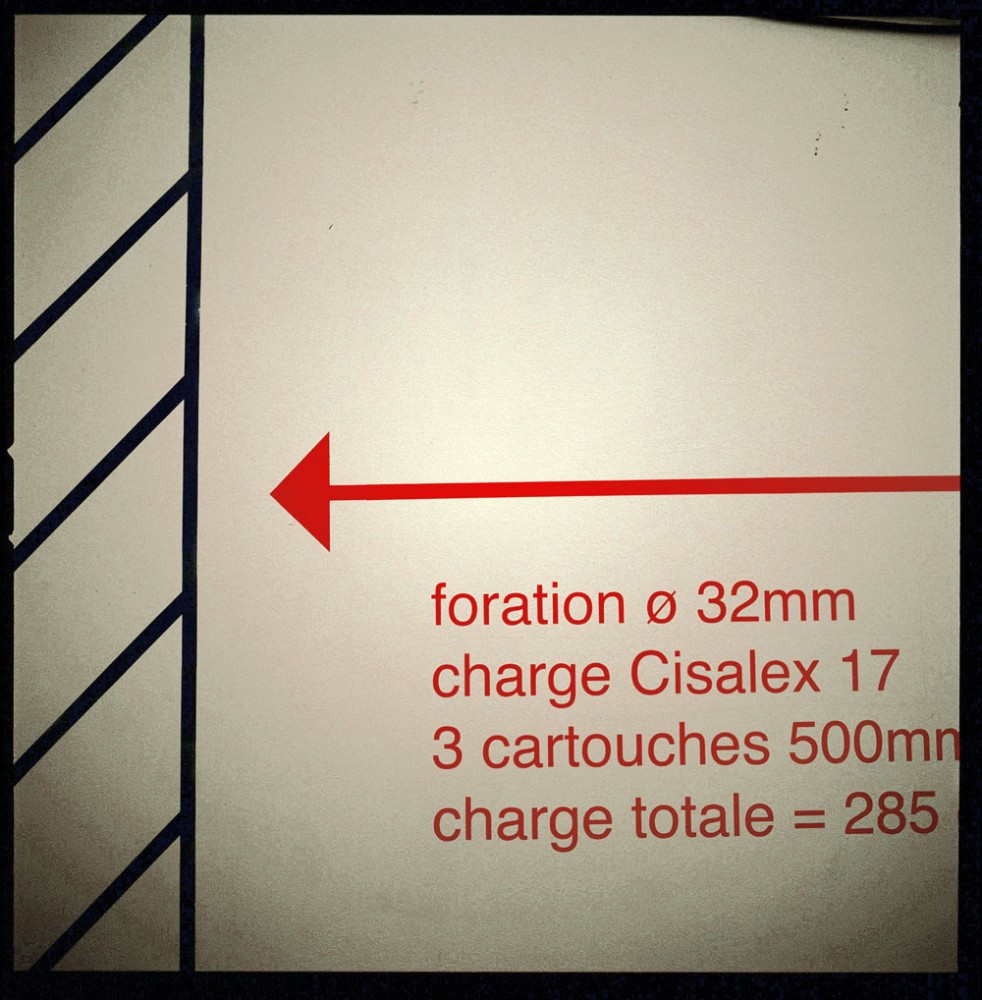 foration ø 32mm
charge Cisalex 17
3 cartouches 500mm
charge totale = 285